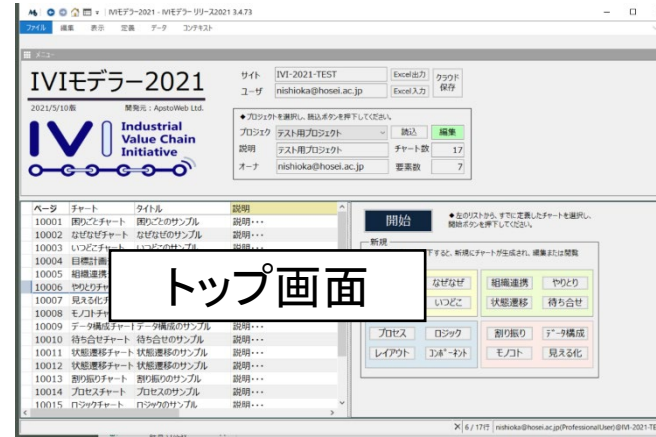 IVIモデラ−2021 - IVIモデラー リリース2021 3.4.73
ファイル 編集 表示 定義 データ コンテキスト
メニュー
IVIモデラー2021
2021/5/10版 開発元：ApstoWeb Ltd.
Industrial
Value Chain
Initiative
サイト IVI-2021-TEST Excel出力 クラウド
ユーザ nishioka@hosei.ac.jp Excel入力 保存
◆プロジェクトを選択し、読込ボタンを押下してください。
プロジェク テスト用プロジェクト 読込 編集
説明 テスト用プロジェクト チャート数 17
オーナ nishioka@hosei.ac.jp 要素数 7
ページ チャート タイトル 説明
10001 困りごとチャート 困りごとのサンプル 説明・・・
10002 なぜなぜチャート なぜなぜのサンプル 説明・・・
10003 いつどこチャート いつどこのサンプル 説明・・・
10004 目標計画
10005 組織連携
10006 やりとりチャ
10007 見える化チ
10008 モノコトチャ
10009 データ構成チャート データ構成のサンプル 説明・・・
10010 待ち合せチャート 待ち合せのサンプル 説明・・・
10011 状態遷移チャート 状態遷移のサンプル 説明・・・
10012 状態遷移チャート 状態遷移のサンプル 説明・・・
10013 割り振りチャート 割り振りのサンプル 説明・・・
10014 プロセスチャート プロセスのサンプル 説明・・・
10015 ロジックチャート ロジックのサンプル 説明・・・
トップ画面
開始
◆左のリストから、すでに定義したチャートを選択し、
開始ボタンを押下してください。
新規
下すると、新規にチャートが生成され、編集または閲覧
なぜなぜ 組織連携 やりとり
いつどこ 状態遷移 待ち合せ
プロセス ロジック 割り振り データ構成
レイアウト コンポーネント モノコト 見える化
6 / 17行 nishioka@hosei.ac.jp(ProfessionalUser)@IVI-2021-TE